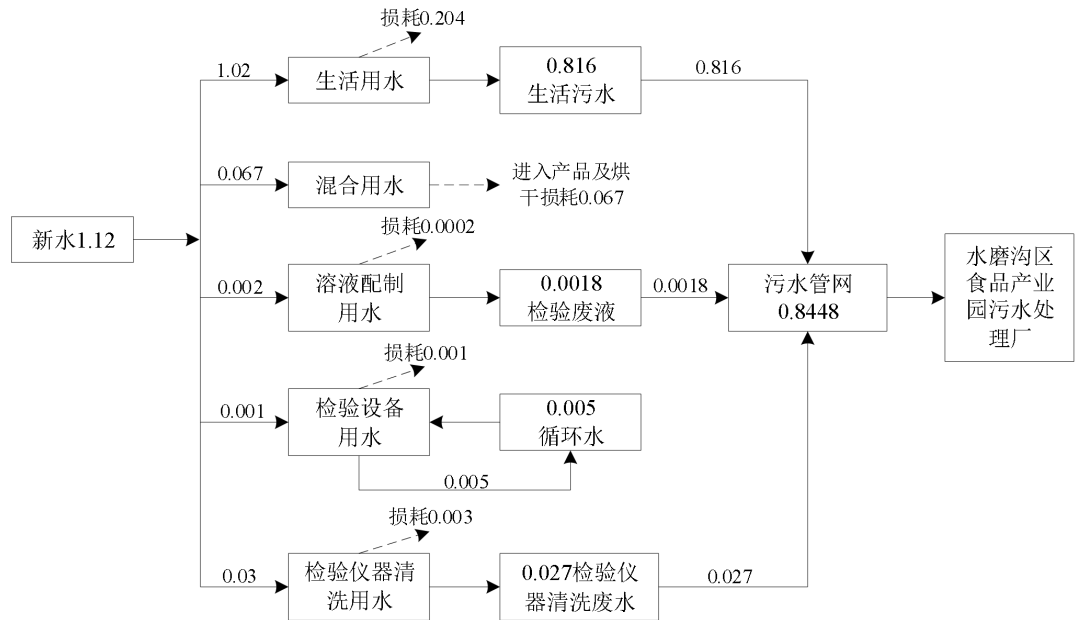 损耗0.204
1.02
生活用水
0.816
生活污水
0.816
0.067
混合用水
进入产品及烘
干损耗0.067
新水1.12
损耗0.0002
0.002
溶液配制
用水
0.0018
检验废液
0.0018
污水管网
0.8448
水磨沟区
食品产业
园污水处
理厂
损耗0.001
0.001
检验设备
用水
0.005
循环水
0.005
损耗0.003
0.03
检验仪器清
洗用水
0.027检验仪
器清洗废水
0.027